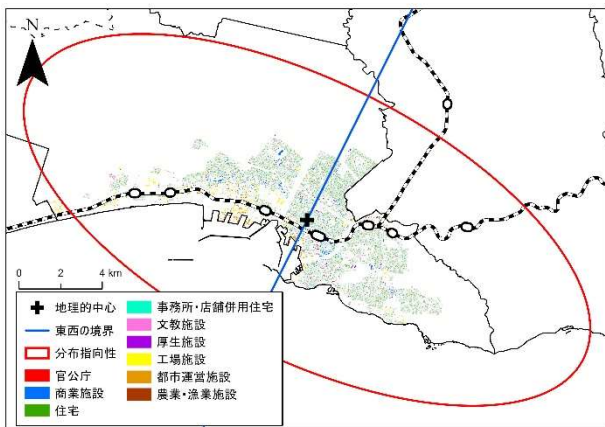 0 2 4 km
地理的中心
東西の境界
分布指向性
官公庁
商業施設
住宅
事務所・店舗併用住宅
文教施設
厚生施設
工場施設
都市運営施設
農業・漁業施設